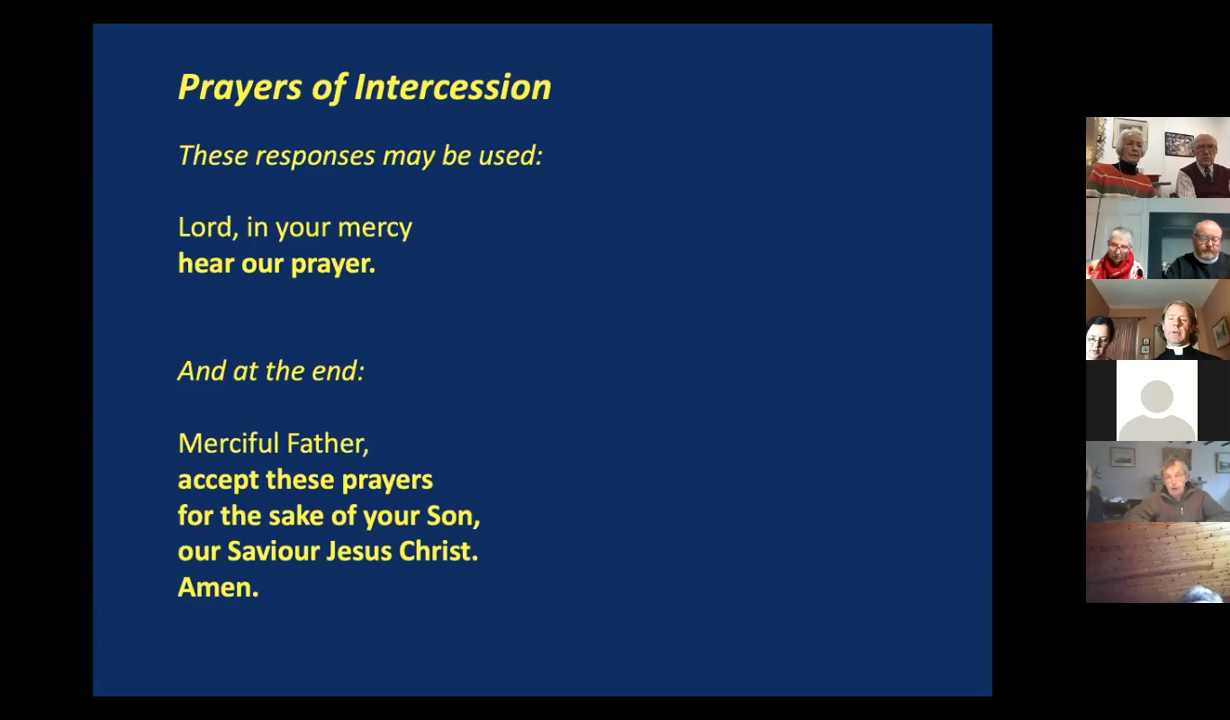 Prayers of Intercession
These responses may be used:
Lord, in your mercy
hear our prayer.
And at the end:
Merciful Father,
accept these prayers
for the sake of your Son,
our Saviour Jesus Christ.
Amen.